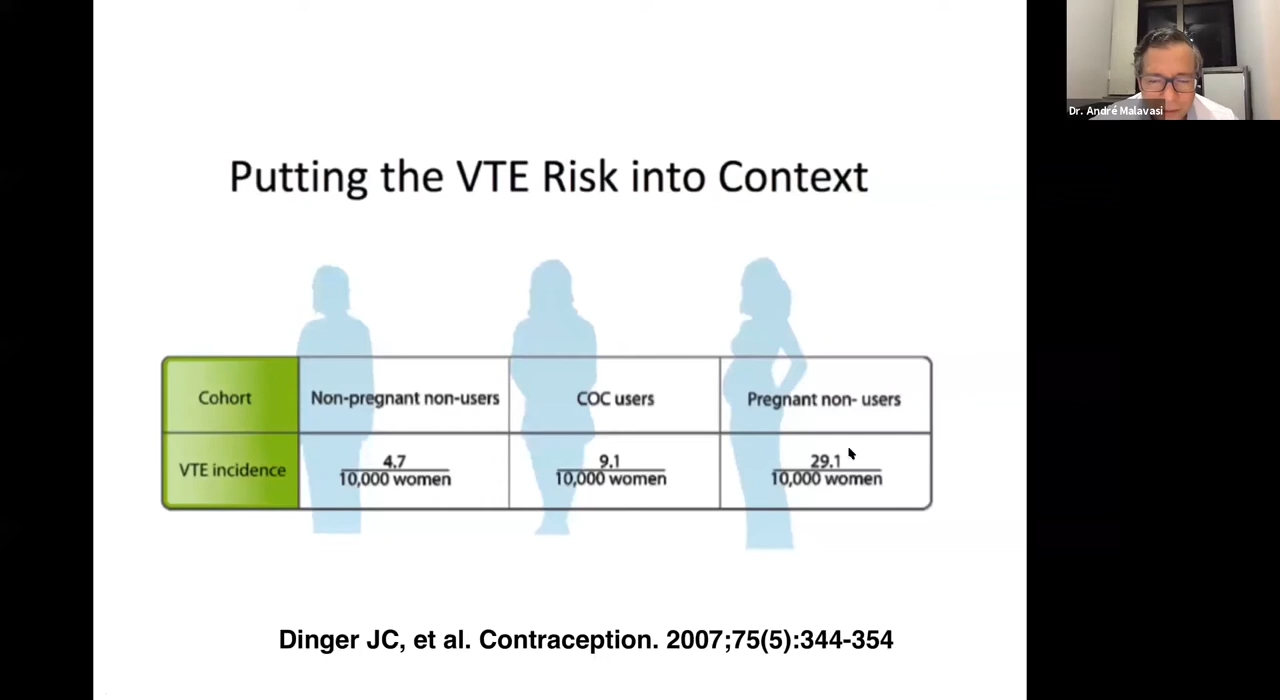 Dr. André Malavasi
Putting the VTE Risk into Context
Cohort
Non-pregnant non-users
COC users
Pregnant non- users
VTE incidence
4.7
10,000 women
9.1
10,000 women
29.1
10,000 women
Dinger JC, et al. Contraception. 2007;75(5):344-354